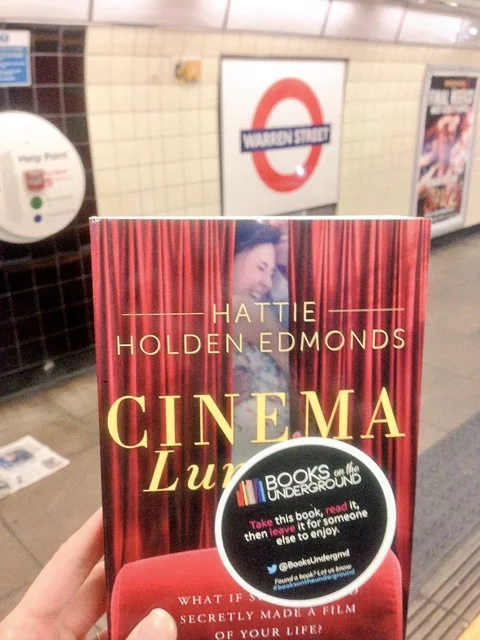 Help Point
WARREN STREET
HATTIE
HOLDEN EDMONDS
CINEMA
Lu
BOOKS on the
UNDERGROUND
Take this book, read it,
then leave it for someone
else to enjoy.
@BooksUndergrnd
Found a book? Let us know
#booksontheunderground
WHAT IF
SECRETLY MADE A FILM
OF YOUR LIFE?